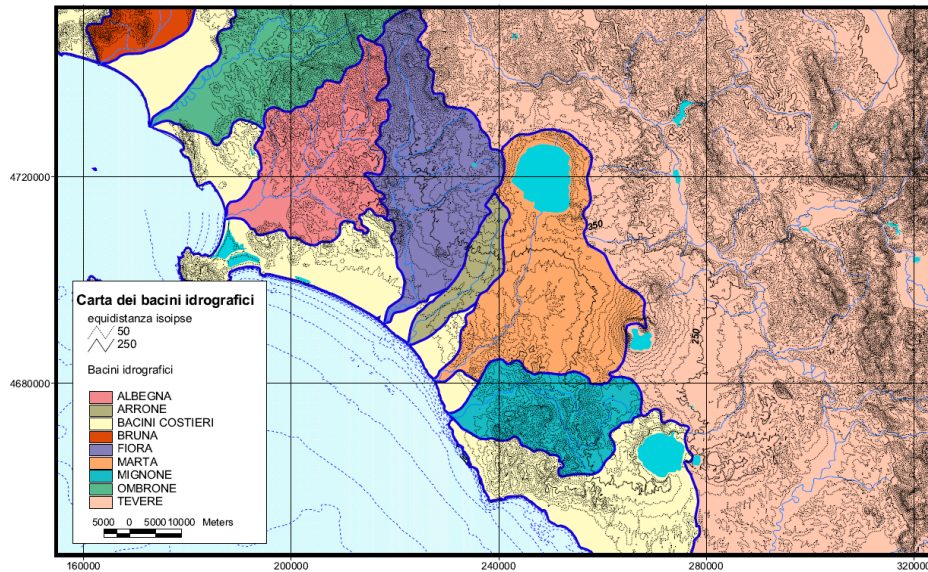 4720000
4680000
350
250
Carta dei bacini idrografici
equidistanza isoipse
50
250
Bacini idrografici
ALBEGNA
ARRONE
BACINI COSTIERI
BRUNA
FIORA
MARTA
MIGNONE
OMBRONE
TEVERE
5000 0 5000 10000 Meters
160000 200000 240000 280000 320000